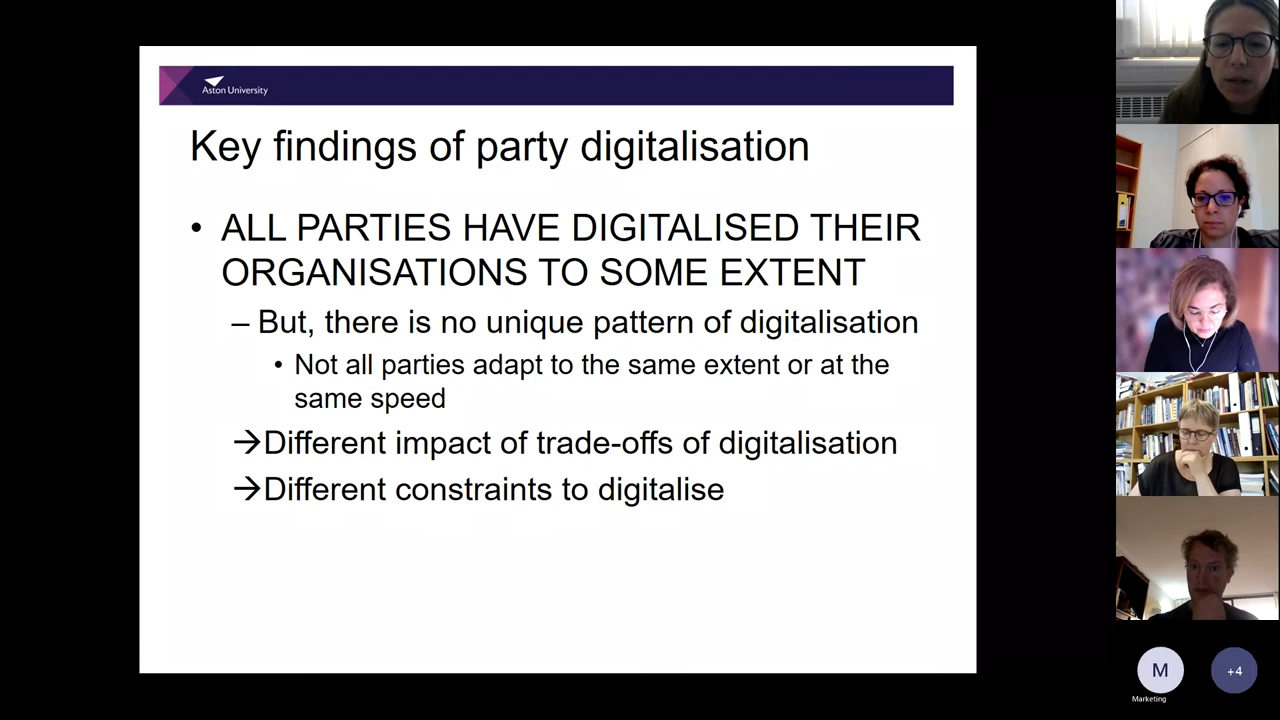 Aston University
Key findings of party digitalisation
• ALL PARTIES HAVE DIGITALISED THEIR
ORGANISATIONS TO SOME EXTENT
– But, there is no unique pattern of digitalisation
• Not all parties adapt to the same extent or at the
same speed
→Different impact of trade-offs of digitalisation
→Different constraints to digitalise
M
+4
Marketing